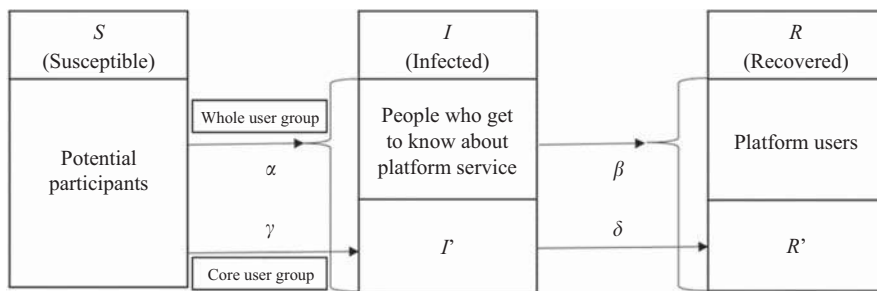 S
(Susceptible)
Potential
participants
Whole user group
α
γ
Core user group
I
(Infected)
People who get
to know about
platform service
I'
β
δ
R
(Recovered)
Platform users
R'